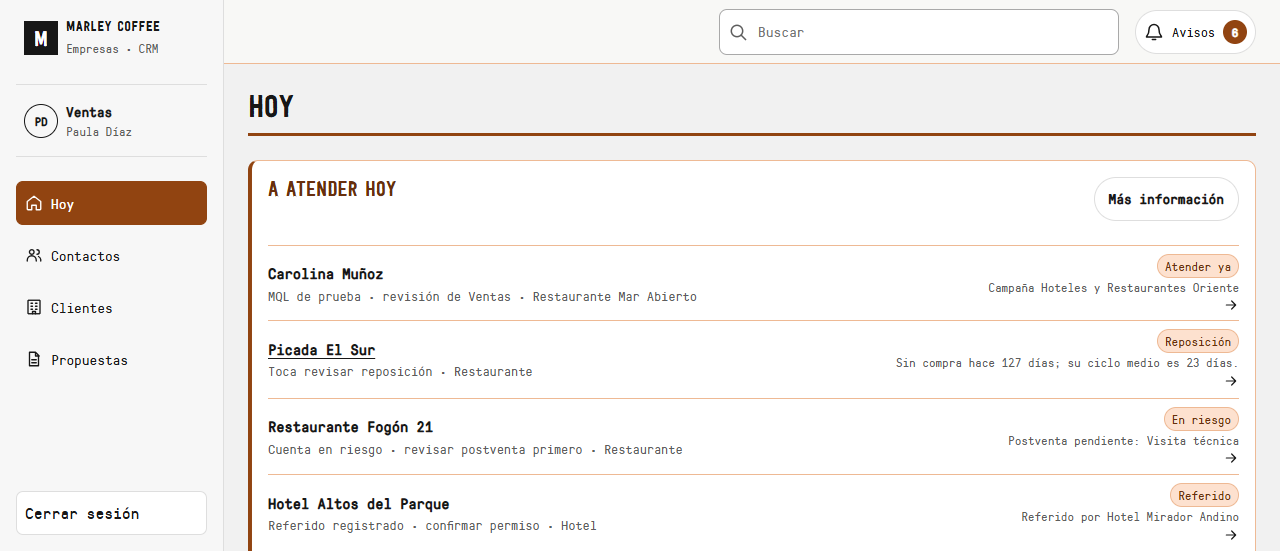 M
MARLEY COFFEE
Empresas · CRM
Buscar
Avisos 6
PD
Ventas
Paula Díaz
Hoy
Contactos
Clientes
Propuestas
Cerrar sesión
HOY
A ATENDER HOY
Más información
Carolina Muñoz
MQL de prueba · revisión de Ventas · Restaurante Mar Abierto
Atender ya
Campaña Hoteles y Restaurantes Oriente
Picada El Sur
Toca revisar reposición · Restaurante
Reposición
Sin compra hace 127 días; su ciclo medio es 23 días.
Restaurante Fogón 21
Cuenta en riesgo · revisar postventa primero · Restaurante
En riesgo
Postventa pendiente: Visita técnica
Hotel Altos del Parque
Referido registrado · confirmar permiso · Hotel
Referido
Referido por Hotel Mirador Andino